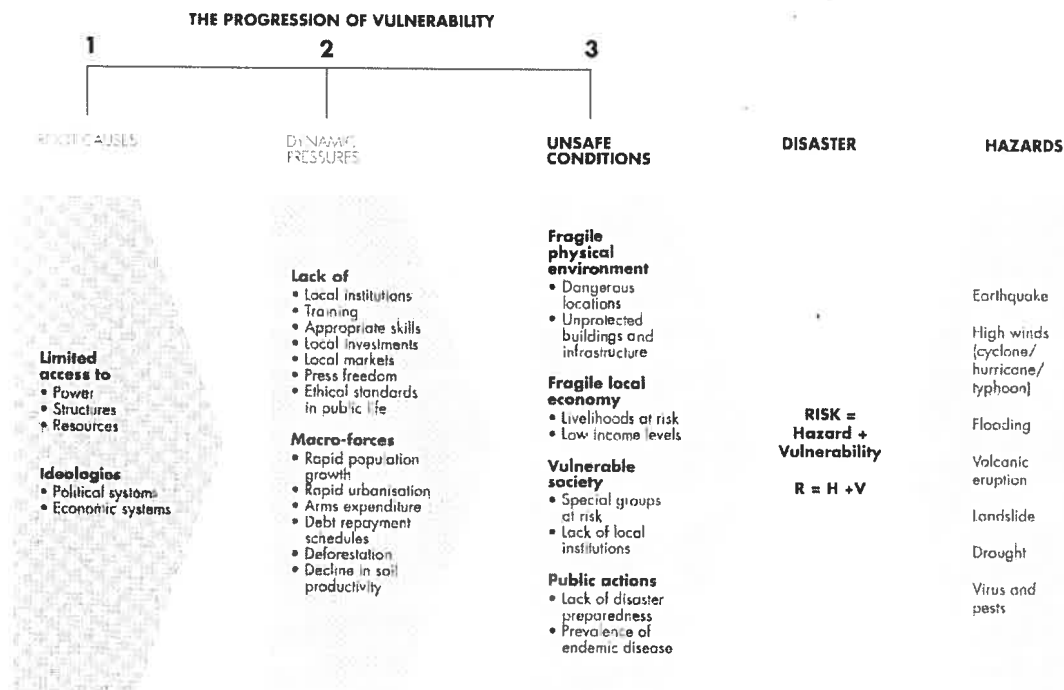 THE PROGRESSION OF VULNERABILITY
1
2
3
ROOT CAUSES
DYNAMIC
PRESSURES
UNSAFE
CONDITIONS
DISASTER
HAZARDS
Limited
access to
• Power
• Structures
• Resources
Ideologies
• Political systems
• Economic systems
Lack of
• Local institutions
• Training
• Appropriate skills
• Local investments
• Local markets
• Press freedom
• Ethical standards
in public life
Macro-forces
• Rapid population
growth
• Rapid urbanisation
• Arms expenditure
• Debt repayment
schedules
• Deforestation
• Decline in soil
productivity
Fragile
physical
environment
• Dangerous
locations
• Unprotected
buildings and
infrastructure
Fragile local
economy
• Livelihoods at risk
• Low income levels
Vulnerable
society
• Special groups
at risk
• Lack of local
institutions
Public actions
• Lack of disaster
preparedness
• Prevalence of
endemic disease
RISK =
Hazard +
Vulnerability
R = H +V
Earthquake
High winds
(cyclone/
hurricane/
typhoon)
Flooding
Volcanic
eruption
Landslide
Drought
Virus and
pests